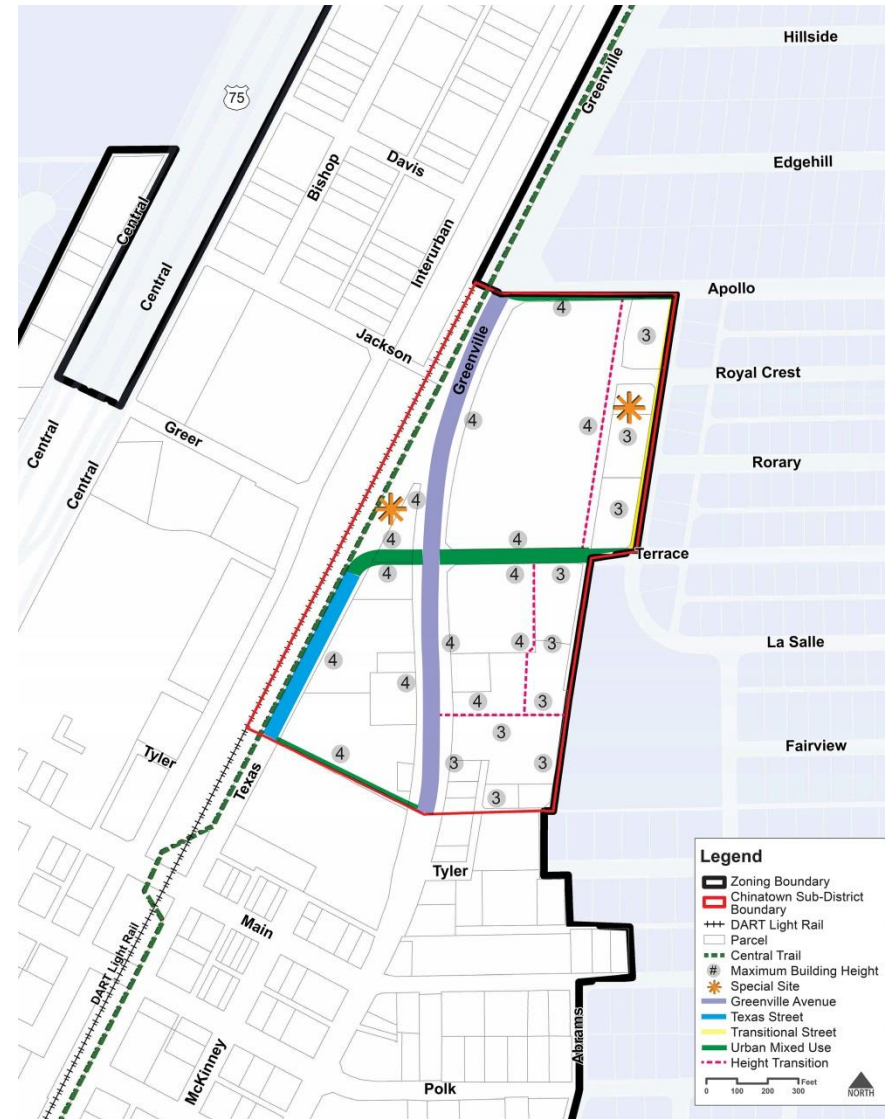 Hillside
Greenville
75
Edgehill
Davis
Bishop
Central
Interurban
Central
Apollo
4
Jackson
3
Greenville
Royal Crest
4
4
3
Greer
Central
Central
Rorary
4
3
4
4
Terrace
4
4
3
4
4
3
La Salle
4
4
4
3
3
Fairview
4
Tyler
3
3
Texas
3
Tyler
Main
DART Light Rail
McKinney
Abrams
Polk
Legend
Zoning Boundary
Chinatown Sub-District
Boundary
DART Light Rail
Parcel
Central Trail
# Maximum Building Height
Special Site
Greenville Avenue
Texas Street
Transitional Street
Urban Mixed Use
Height Transition
Feet
0 100 200 300
NORTH